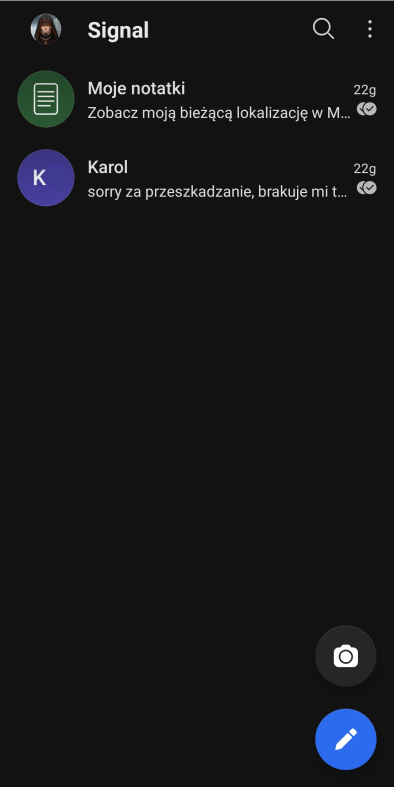 Signal
Moje notatki
22g
Zobacz moją bieżącą lokalizację w M...
Karol
22g
K
sorry za przeszkadzanie, brakuje mi t...